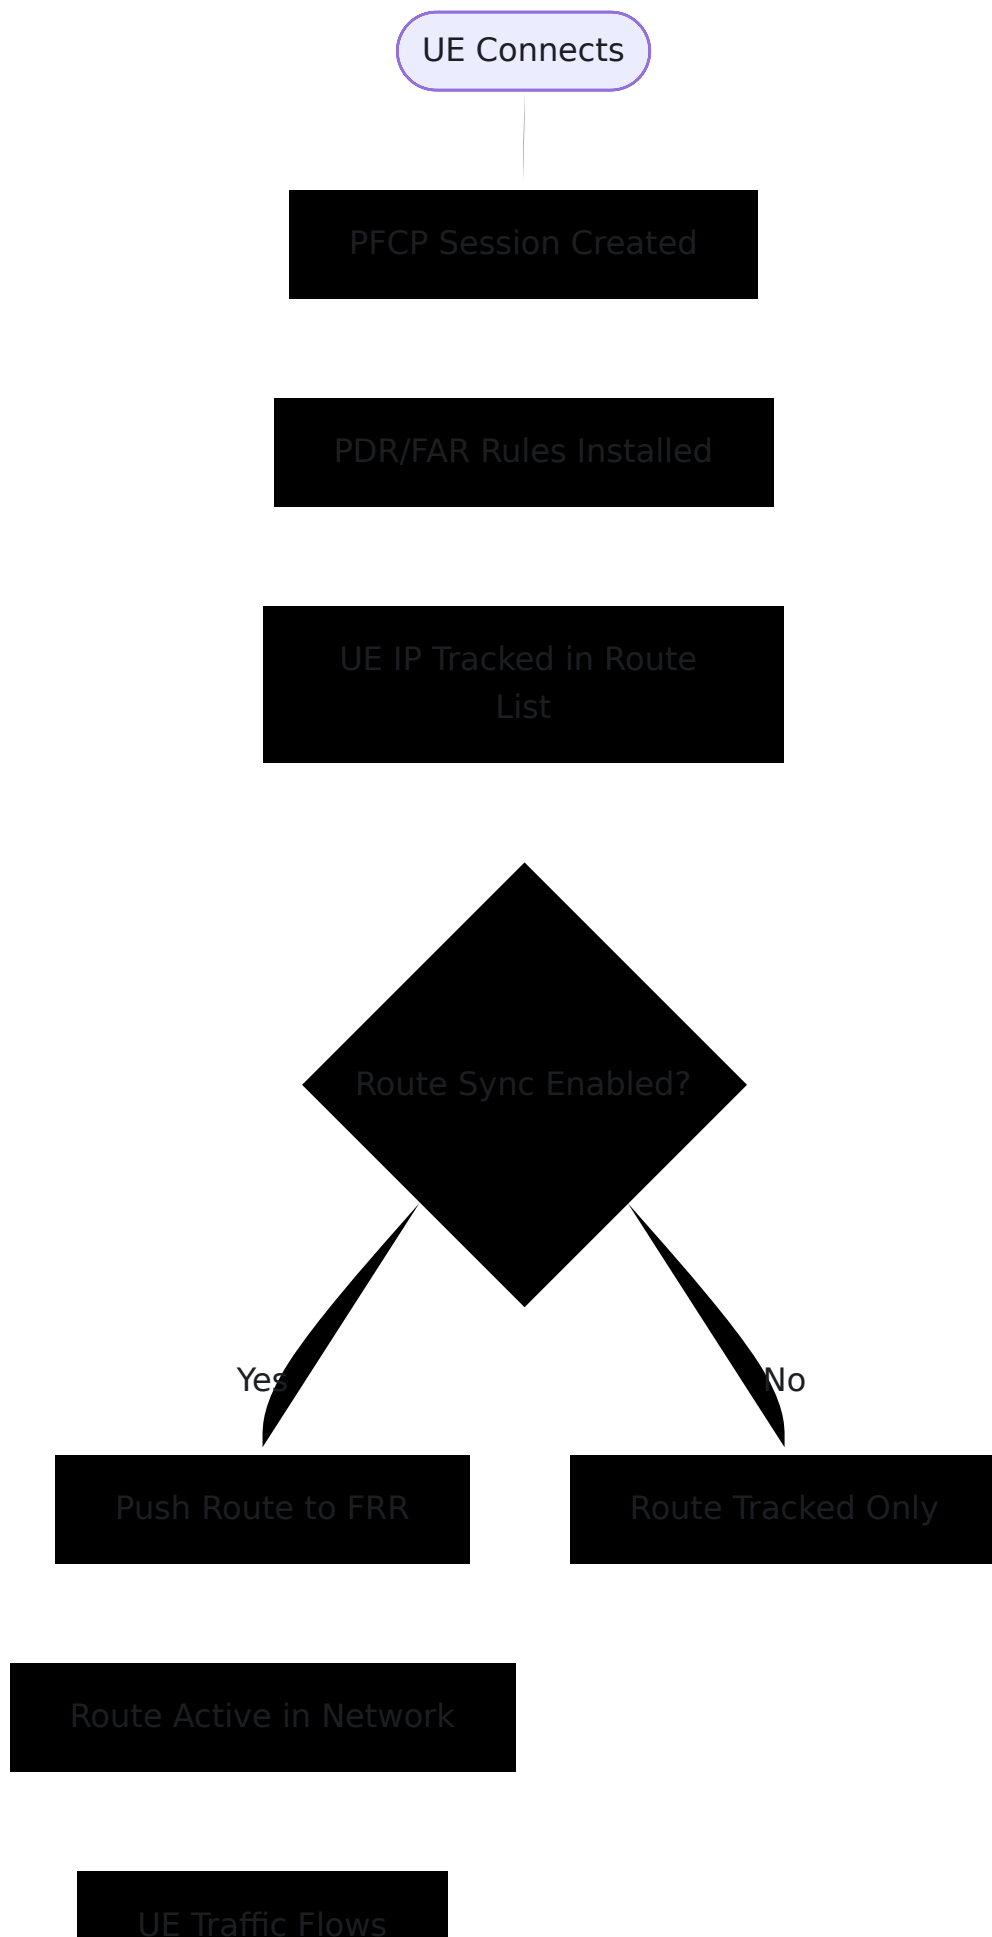 UE Connects
PFCP Session Created
PDR/FAR Rules Installed
UE IP Tracked in Route
List
Route Sync Enabled?
Yes
No
Push Route to FRR
Route Tracked Only
Route Active in Network
UE Traffic Flows